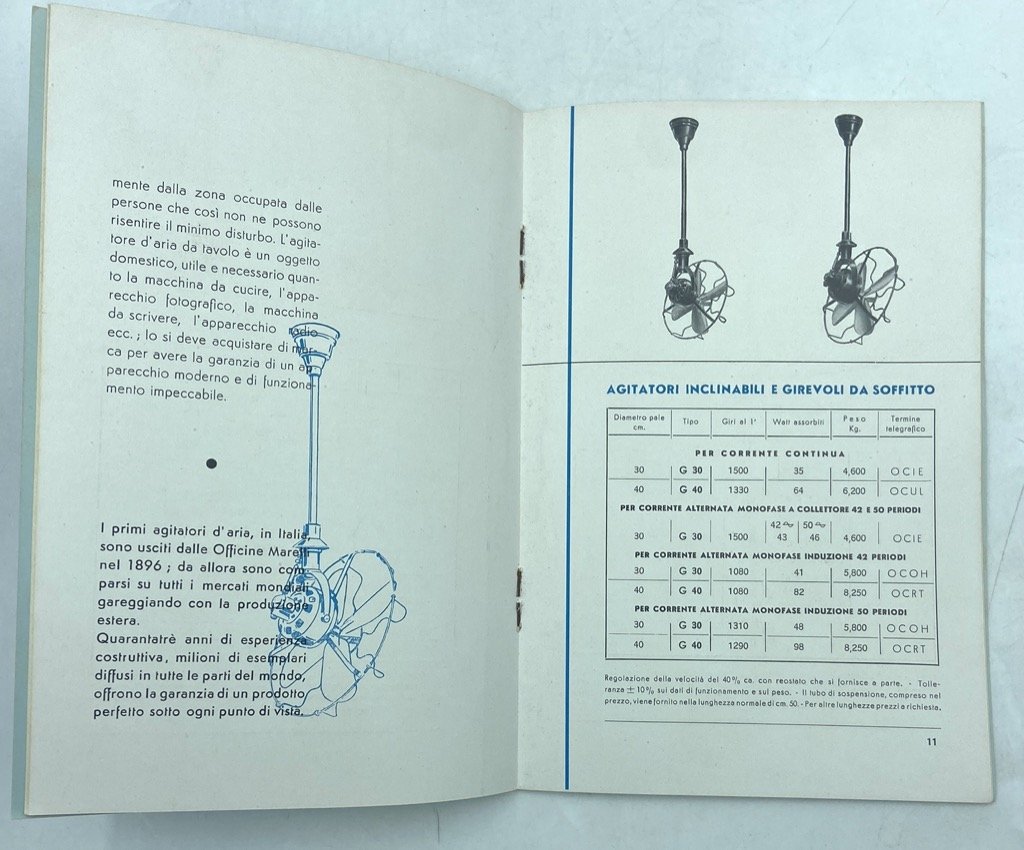 mente dalla zona occupata dalle
persone che così non ne possono
risentire il minimo disturbo. L'agita-
tore d'aria da tavolo è un oggetto
domestico, utile e necessario quan-
to la macchina da cucire, l'appa-
recchio fotografico, la macchina
da scrivere, l'apparecchio radio
ecc.; lo si deve acquistare di mar-
ca per avere la garanzia di un ap
parecchio moderno e di funziona-
mento impeccabile.
I primi agitatori d'aria, in Italia,
sono usciti dalle Officine Marelli
nel 1896; da allora sono com-
parsi su tutti i mercati mondiali
gareggiando con la produzione
estera.
Quarantatrè anni di esperienza
costruttiva, milioni di esemplari
diffusi in tutte le parti del mondo,
offrono la garanzia di un prodotto
perfetto sotto ogni punto di vista.
AGITATORI INCLINABILI E GIREVOLI DA SOFFITTO
Diametro pale cm. Tipo Giri al 1' Watt assorbiti Peso Kg. Termine telegrafico
PER CORRENTE CONTINUA
30 G 30 1500 35 4,600 OCIE
40 G 40 1330 64 6,200 OCUL
PER CORRENTE ALTERNATA MONOFASE A COLLETTORE 42 E 50 PERIODI
42 50
30 G 30 1500 43 46 4,600 OCIE
PER CORRENTE ALTERNATA MONOFASE INDUZIONE 42 PERIODI
30 G 30 1080 41 5,800 OCOH
40 G 40 1080 82 8,250 OCRT
PER CORRENTE ALTERNATA MONOFASE INDUZIONE 50 PERIODI
30 G 30 1310 48 5,800 OCOH
40 G 40 1290 98 8,250 OCRT
Regolazione della velocità del 40% ca. con reostato che si fornisce a parte. - Tolle-
ranza ± 10% sui dati di funzionamento e sul peso. - Il tubo di sospensione, compreso nel
prezzo, viene fornito nella lunghezza normale di cm. 50. - Per altre lunghezze prezzi a richiesta.
11